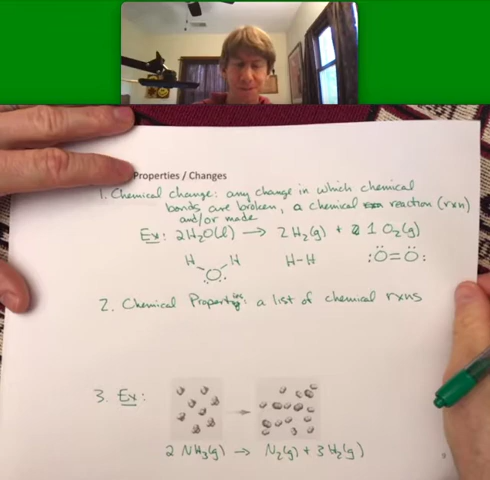 Properties / Changes
1. Chemical change: any change in which chemical
bonds are broken, a chemical reaction (rxn)
and/or made
Ex: 2H₂O(l) → 2 H₂(g) + 1 O₂(g)
H H H-H :Ö=Ö:
:O:
2. Chemical Properties: a list of chemical rxns
3. Ex:
2 NH₃(g) → N₂(g) + 3 H₂(g)